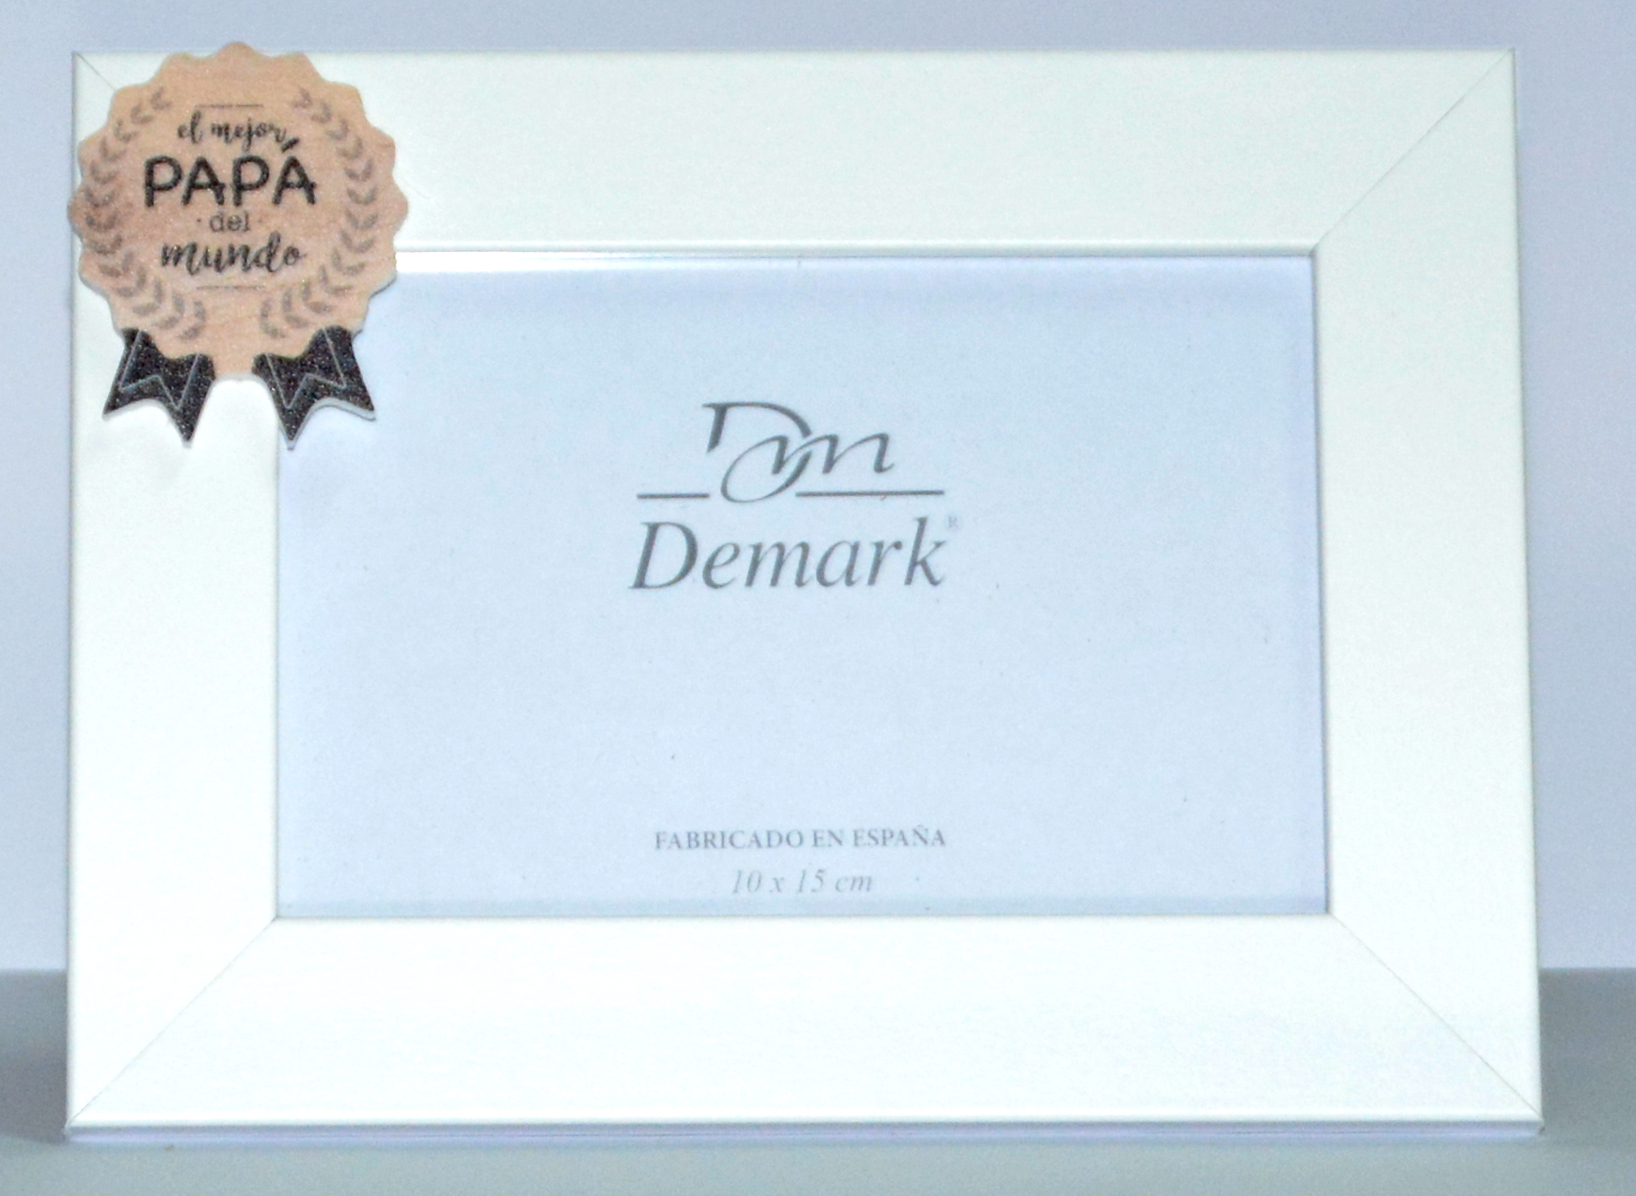 el mejor
PAPÁ
del
mundo
Dm
Demark®
FABRICADO EN ESPAÑA
10 x 15 cm